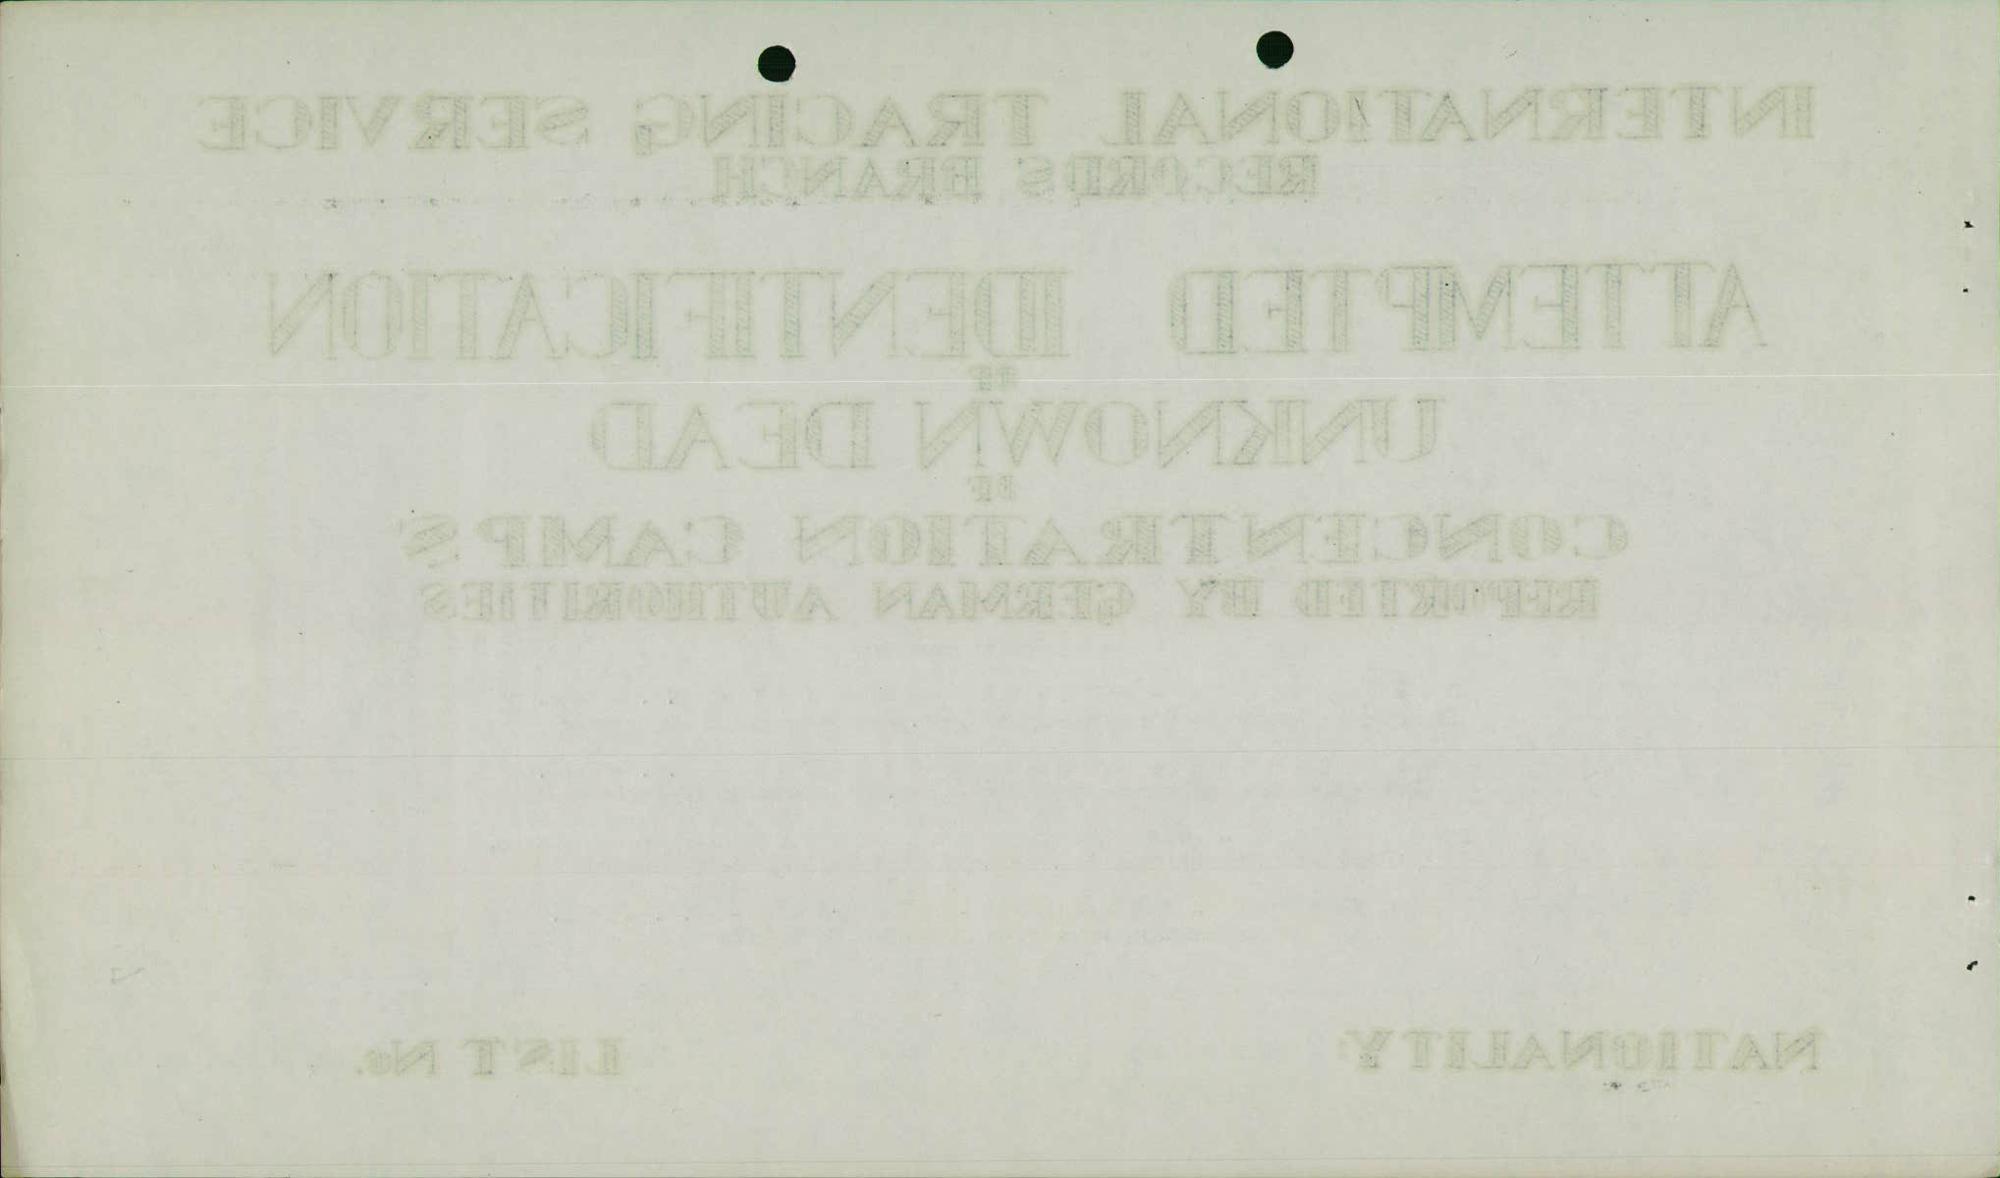 INTERNATIONAL TRACING SERVICE
RECORDS BRANCH
ATTEMPTED IDENTIFICATION
OF
UNKNOWN DEAD
OF
CONCENTRATION CAMPS
REPORTED BY GERMAN AUTHORITIES
NATIONALITY: LIST No.